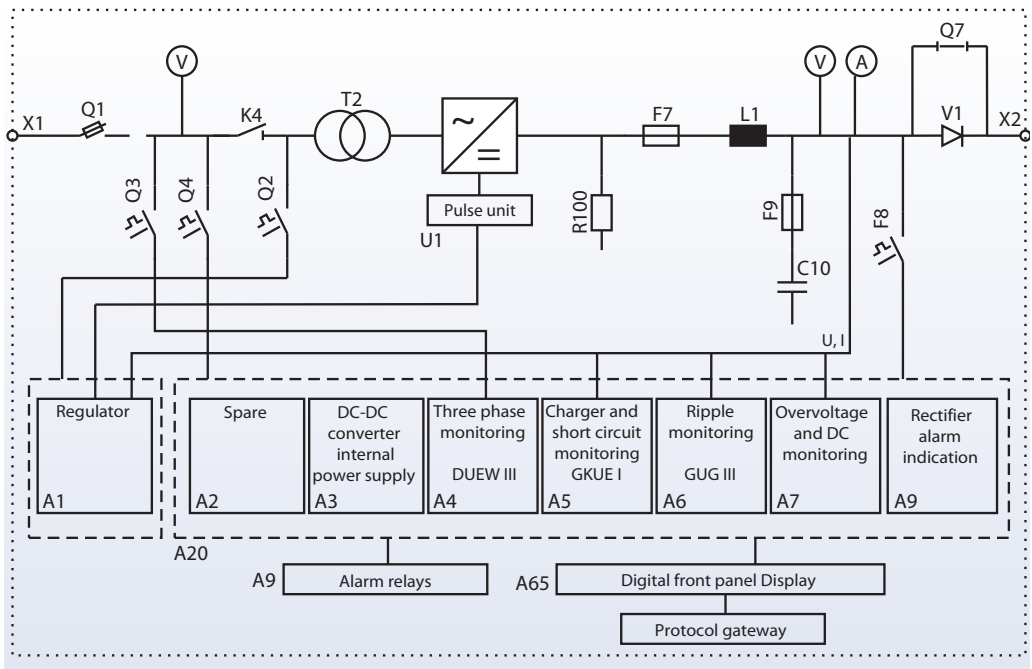 Q7
V
V
A
X1
Q1
K4
T2
F7
L1
V1
X2
~
=
Q3
Q4
Q2
Pulse unit
U1
R100
F9
F8
C10
U, I
Regulator
A1
Spare
A2
DC-DC
converter
internal
power supply
A3
Three phase
monitoring
DUEW III
A4
Charger and
short circuit
monitoring
GKUE I
A5
Ripple
monitoring
GUG III
A6
Overvoltage
and DC
monitoring
A7
Rectifier
alarm
indication
A9
A20
A9
Alarm relays
A65
Digital front panel Display
Protocol gateway